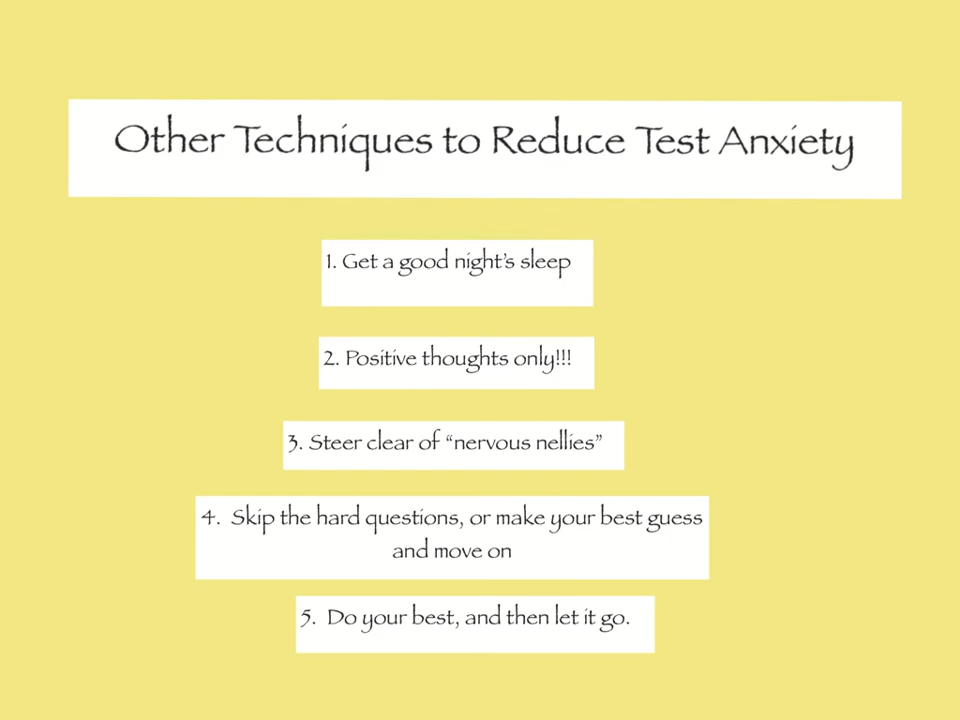 Other Techniques to Reduce Test Anxiety
1. Get a good night's sleep
2. Positive thoughts only!!!
3. Steer clear of “nervous nellies”
4. Skip the hard questions, or make your best guess
and move on
5. Do your best, and then let it go.